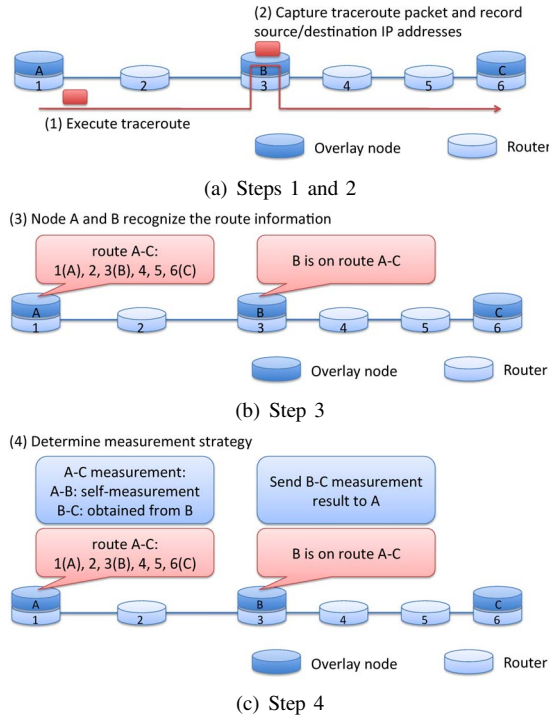 (2) Capture traceroute packet and record
source/destination IP addresses
A
B
C
1
2
3
4
5
6
(1) Execute traceroute
Overlay node
Router
(a) Steps 1 and 2
(3) Node A and B recognize the route information
route A-C:
1(A), 2, 3(B), 4, 5, 6(C)
B is on route A-C
A
B
C
1
2
3
4
5
6
Overlay node
Router
(b) Step 3
(4) Determine measurement strategy
A-C measurement:
A-B: self-measurement
B-C: obtained from B
Send B-C measurement
result to A
route A-C:
1(A), 2, 3(B), 4, 5, 6(C)
B is on route A-C
A
B
C
1
2
3
4
5
6
Overlay node
Router
(c) Step 4